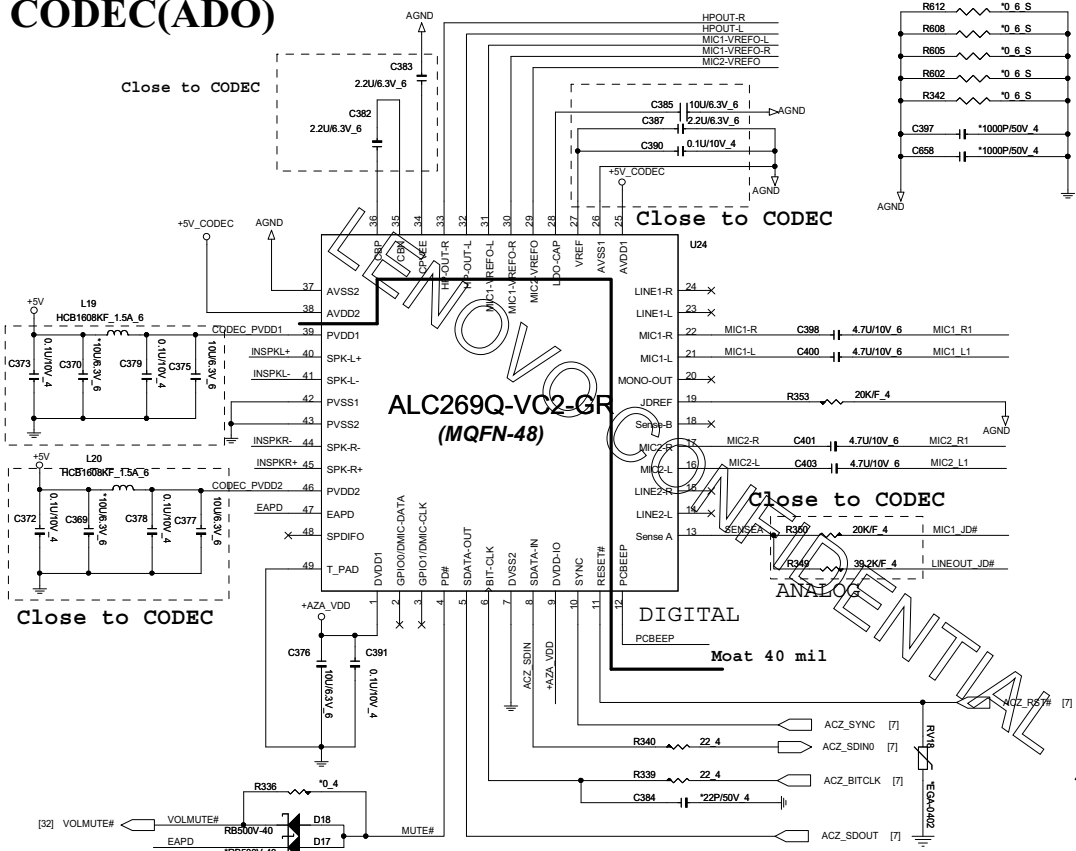 CODEC(ADO)
AGND
HPOUT-R
HPOUT-L
MIC1-VREFO-L
MIC1-VREFO-R
MIC2-VREFO
R612 *0_6_S
R608 *0_6_S
R605 *0_6_S
R602 *0_6_S
R342 *0_6_S
C397 *1000P/50V_4
C658 *1000P/50V_4
AGND
Close to CODEC
C383
2.2U/6.3V_6
C382
2.2U/6.3V_6
C385 10U/6.3V_6
AGND
C387 2.2U/6.3V_6
C390 0.1U/10V_4
+5V_CODEC
AGND
Close to CODEC
+5V_CODEC
AGND
36 CBP
35 CBN
34 CPVEE
33 HP-OUT-R
32 HP-OUT-L
31 MIC1-VREFO-L
30 MIC1-VREFO-R
29 MIC2-VREFO
28 LDO-CAP
27 VREF
26 AVSS1
25 AVDD1
U24
37 AVSS2
38 AVDD2
39 PVDD1
40 SPK-L+
41 SPK-L-
42 PVSS1
43 PVSS2
44 SPK-R-
45 SPK-R+
46 PVDD2
47 EAPD
48 SPDIFO
49 T_PAD
LINE1-R 24
LINE1-L 23
MIC1-R 22
MIC1-L 21
MONO-OUT 20
JDREF 19
Sense-B 18
MIC2-R 17
MIC2-L 16
LINE2-R 15
LINE2-L 14
Sense A 13
ALC269Q-VC2-GR
(MQFN-48)
+5V
L19
HCB1608KF_1.5A_6
CODEC_PVDD1
C373 0.1U/10V_4
C370 *10U/6.3V_6
C379 0.1U/10V_4
C375 10U/6.3V_6
INSPKL+
INSPKL-
INSPKR-
INSPKR+
+5V
L20
HCB1608KF_1.5A_6
CODEC_PVDD2
EAPD
C372 0.1U/10V_4
C369 *10U/6.3V_6
C378 0.1U/10V_4
C377 10U/6.3V_6
Close to CODEC
MIC1-R C398 4.7U/10V_6 MIC1_R1
MIC1-L C400 4.7U/10V_6 MIC1_L1
R353 20K/F_4
AGND
MIC2-R C401 4.7U/10V_6 MIC2_R1
MIC2-L C403 4.7U/10V_6 MIC2_L1
Close to CODEC
SENSEA R350 20K/F_4 MIC1_JD#
R349 39.2K/F_4 LINEOUT_JD#
ANALOG
DIGITAL
Moat 40 mil
LENOVO CONFIDENTIAL
DVDD1 1
GPIO0/DMIC-DATA 2
GPIO1/DMIC-CLK 3
PD# 4
SDATA-OUT 5
BIT-CLK 6
DVSS2 7
SDATA-IN 8
DVDD-IO 9
SYNC 10
RESET# 11
PCBEEP 12
+AZA_VDD
C376 10U/6.3V_6
C391 0.1U/10V_4
ACZ_SDIN
+AZA_VDD
PCBEEP
ACZ_RST# [7]
ACZ_SYNC [7]
R340 22_4 ACZ_SDIN0 [7]
R339 22_4 ACZ_BITCLK [7]
C384 *22P/50V_4
ACZ_SDOUT [7]
RV18
*EGA-0402
R336 *0_4
[32] VOLMUTE# VOLMUTE#
D18
RB500V-40
MUTE#
EAPD
D17
*RB500V-40